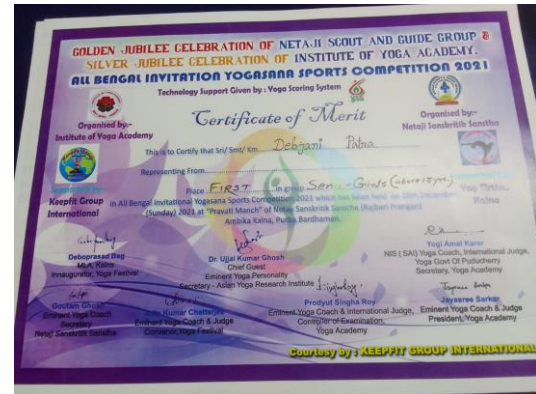 GOLDEN JUBILEE CELEBRATION OF NETAJI SCOUT AND GUIDE GROUP &
SILVER JUBILEE CELEBRATION OF INSTITUTE OF YOGA ACADEMY.
ALL BENGAL INVITATION YOGASANA SPORTS COMPETITION 2021
Technology Support Given by : Yoga Scoring System
Certificate of Merit
Organised by:-
Institute of Yoga Academy
Organised by:-
Netaji Sanskritik Sanstha
This is to Certify that Sri/ Smt/ Km. Debjani Patra
Representing From
Place FIRST in group Senr - Girls
Keepfit Group
International
in All Bengal Invitational Yogasana Sports Competition 2021 which has been held on
(Sunday) 2021 at "Pravati Manch" of Netaji Sanskritik Sanstha (Rajbari Prangan)
Ambika Kalna, Purba Bardhaman.
Kalna
Deboprasad Bag
MLA, Kalna
Innaugurator, Yoga Festival
Dr. Ujjal Kumar Ghosh
Chief Guest
Eminent Yoga Personality
Secretary - Asian Yoga Research Institute
Yogi Amal Karar
NIS ( SAI) Yoga Coach, International Judge,
Yoga Govt Of Puducherry
Secretary, Yoga Academy
Goutam Ghosh
Eminent Yoga Coach
Secretary
Netaji Sanskritik Sanstha
Kumar Chatterjee
Eminent Yoga Coach & Judge
Convenor, Yoga Festival
Prodyut Singha Roy
Eminent Yoga Coach & International Judge,
Controller of Examination,
Yoga Academy
Jayasree Sarkar
Eminent Yoga Coach & Judge
President, Yoga Academy
Courtesy by : KEEPFIT GROUP INTERNATIONAL